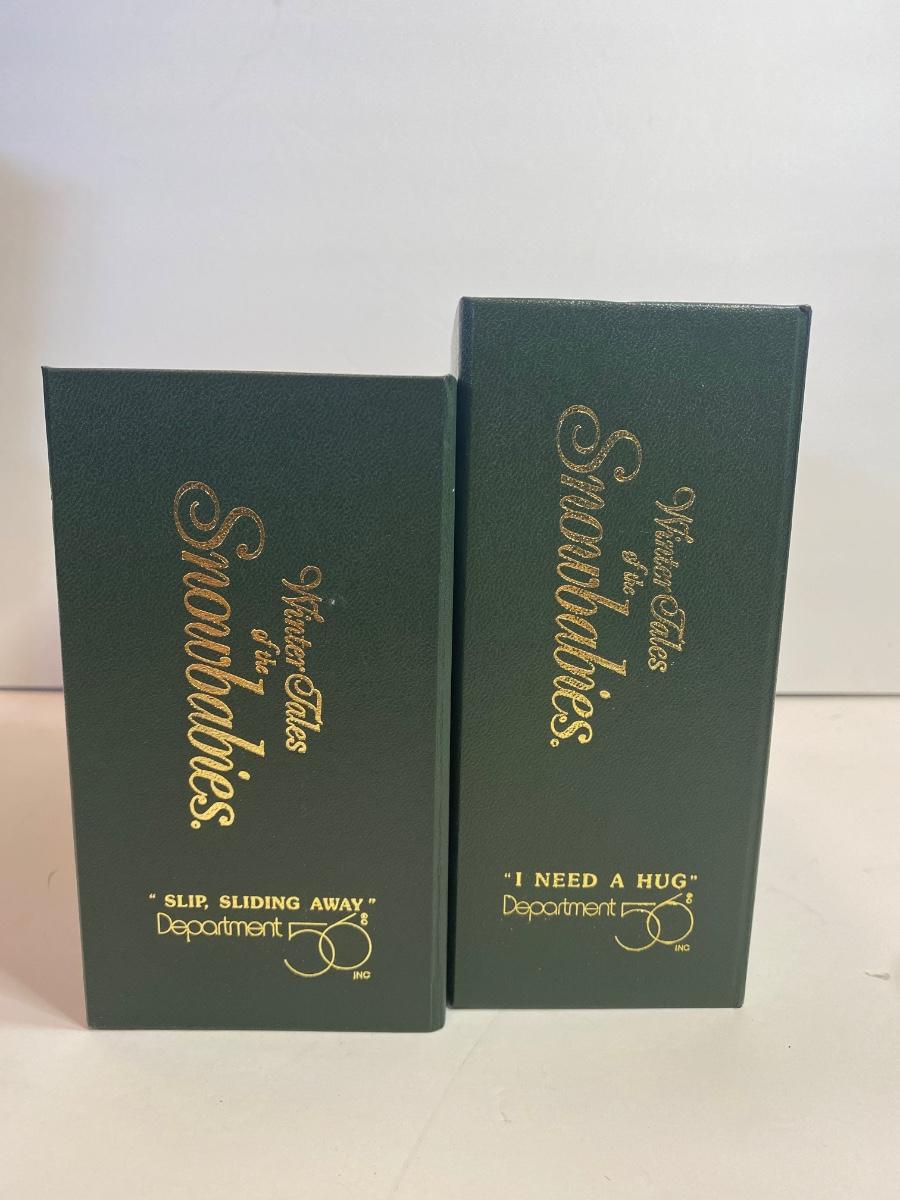 Winter Tales
of the
Snowbabies®
" SLIP, SLIDING AWAY "
Department 56®
INC
Winter Tales
of the
Snowbabies®
"I NEED A HUG"
Department 56®
INC